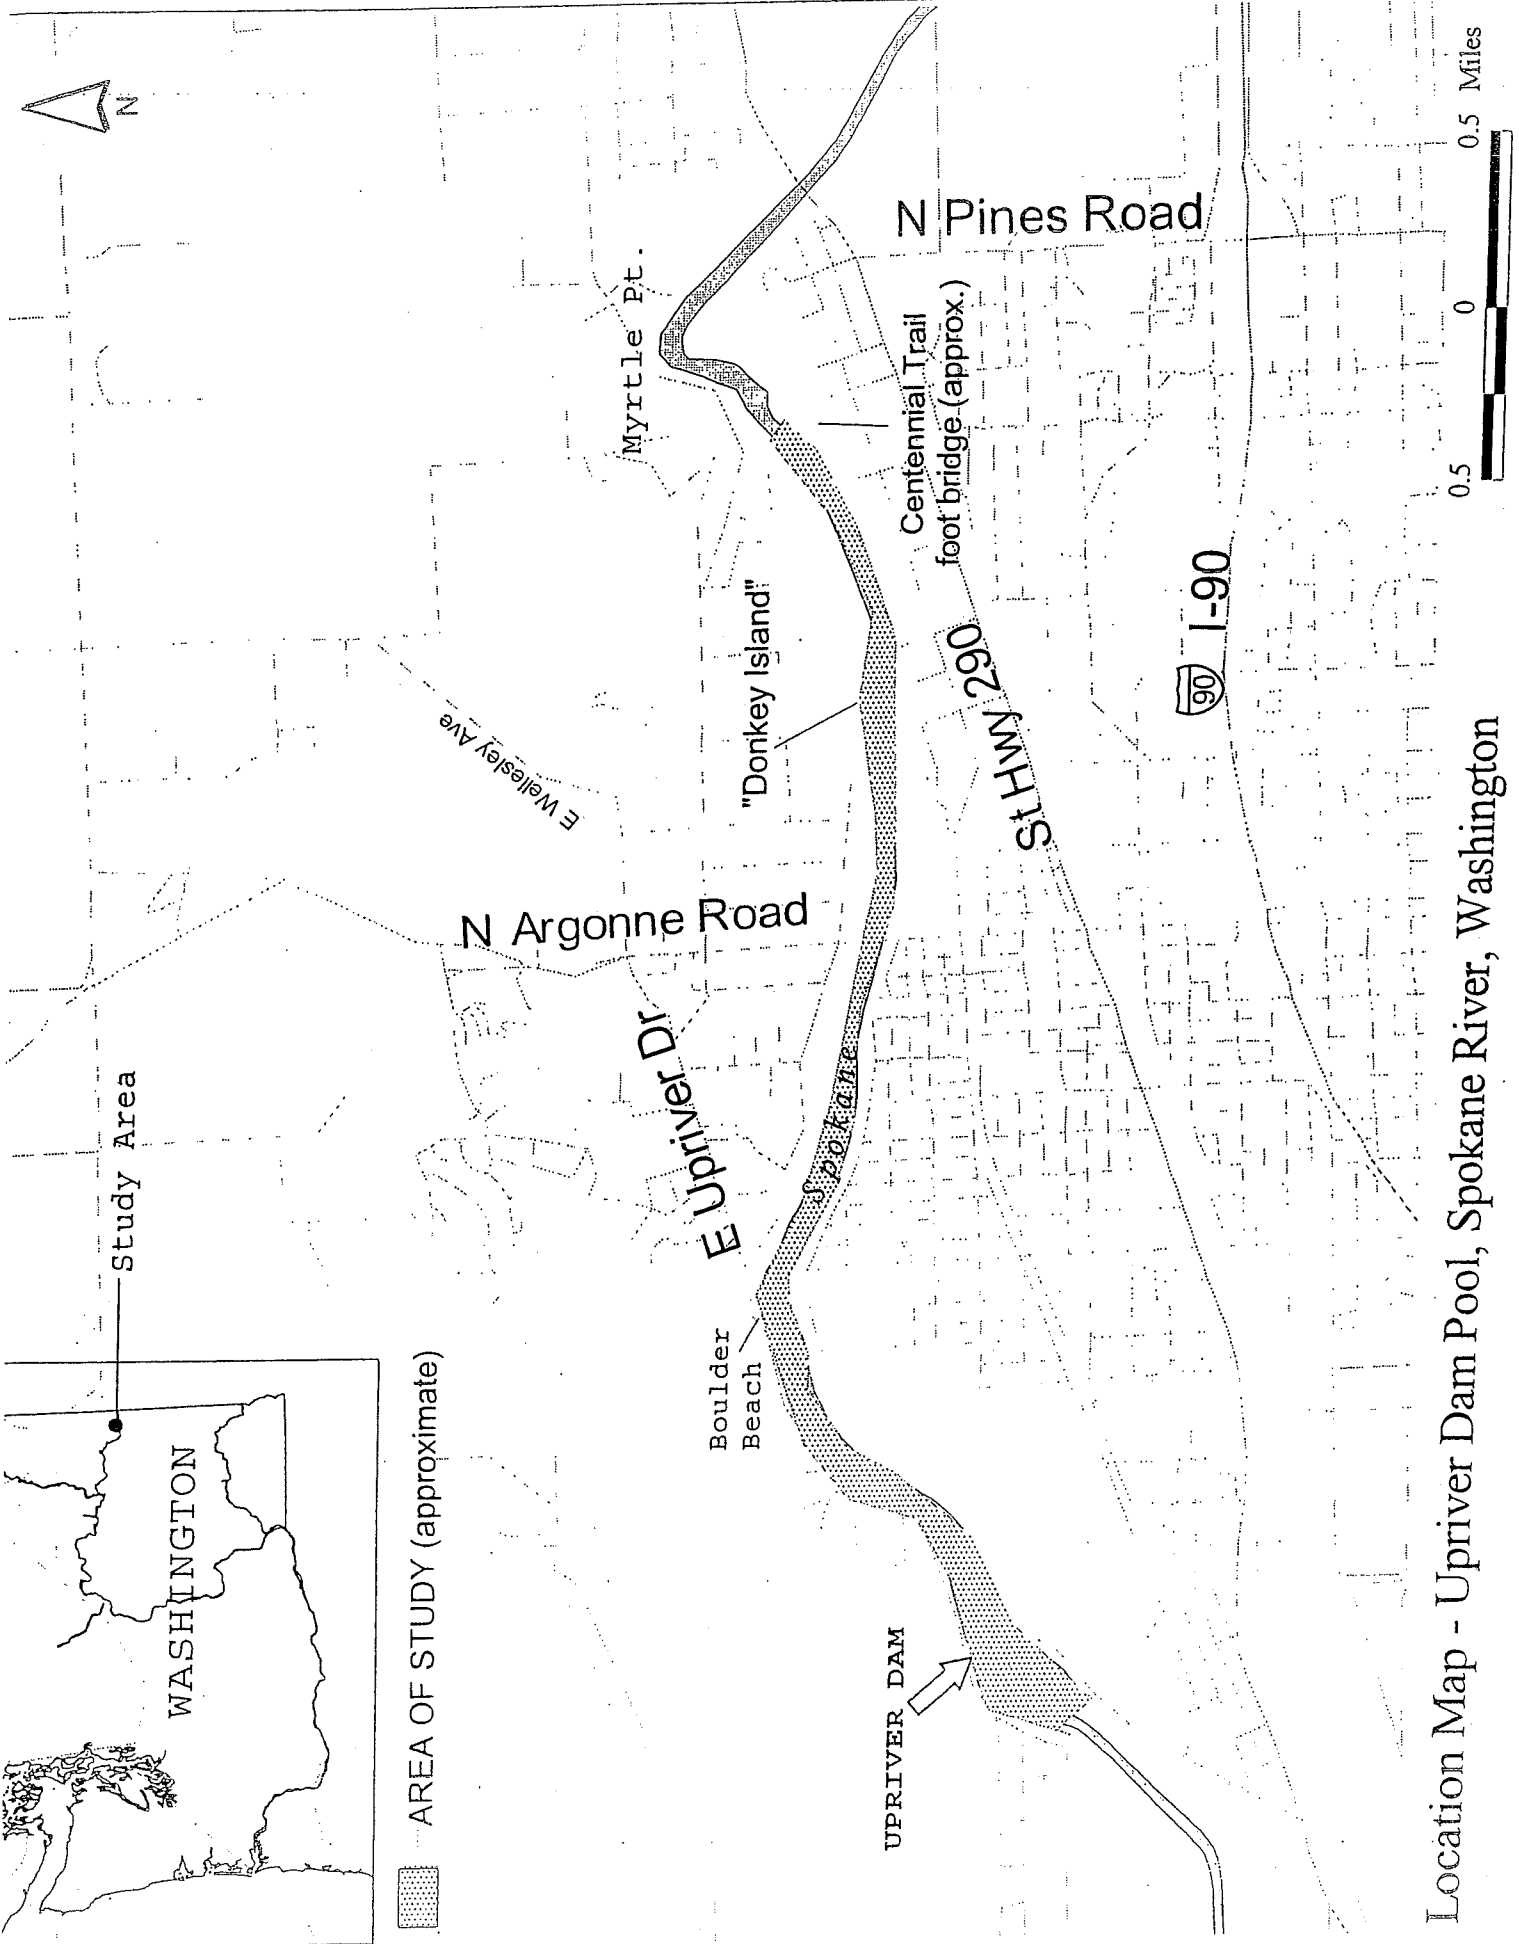 WASHINGTON
Study Area
N
AREA OF STUDY (approximate)
E Wellesley Ave
N Argonne Road
E Upriver Dr
Myrtle Pt.
"Donkey Island"
Boulder
Beach
Spokane
UPRIVER DAM
Centennial Trail
foot bridge (approx.)
N Pines Road
St Hwy 290
90
I-90
0.5 0 0.5 Miles
Location Map - Upriver Dam Pool, Spokane River, Washington